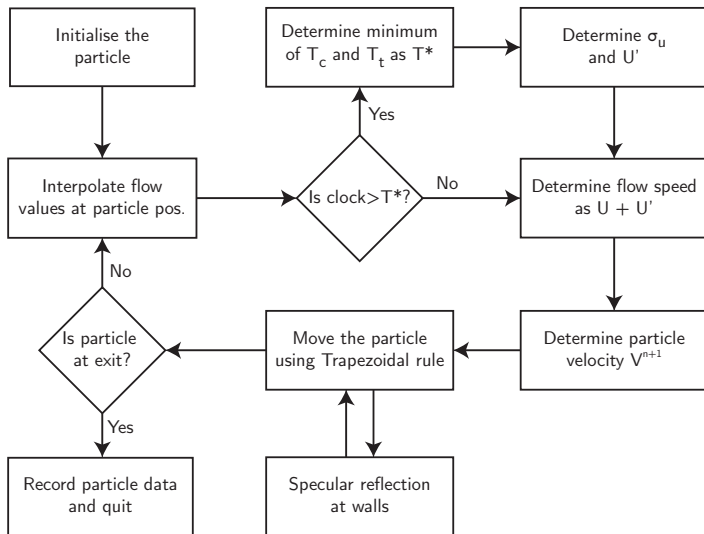 Initialise the
particle
Determine minimum
of T_c and T_t as T*
Determine σ_u
and U'
Yes
Interpolate flow
values at particle pos.
Is clock>T*?
No
Determine flow speed
as U + U'
No
Is particle
at exit?
Move the particle
using Trapezoidal rule
Determine particle
velocity V^{n+1}
Yes
Record particle data
and quit
Specular reflection
at walls